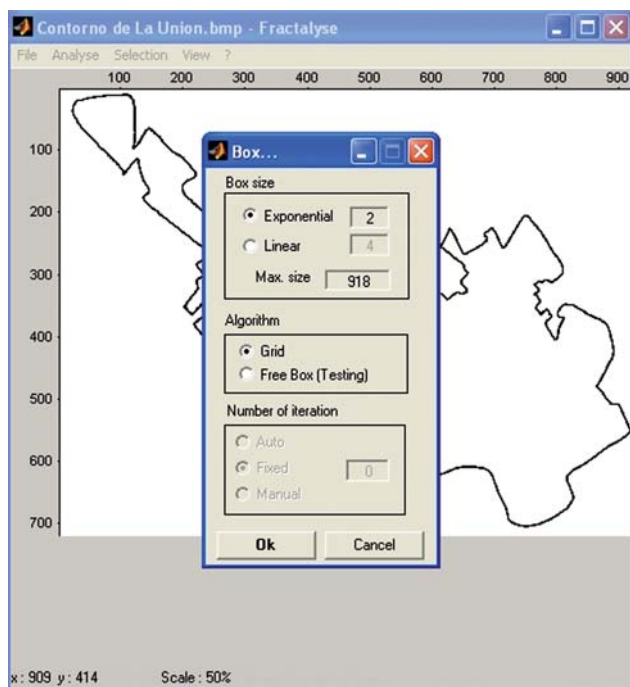 Contorno de La Union.bmp - Fractalyse
File Analyse Selection View ?
100 200 300 400 500 600 700 800 900
100
200
300
400
500
600
700
Box...
Box size
Exponential 2
Linear 4
Max. size 918
Algorithm
Grid
Free Box (Testing)
Number of iteration
Auto
Fixed 0
Manual
Ok Cancel
x : 909 y : 414 Scale : 50%